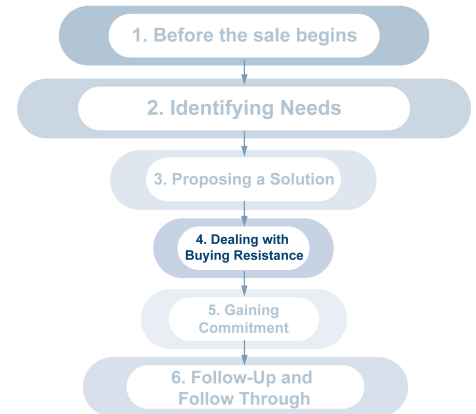 1. Before the sale begins
2. Identifying Needs
3. Proposing a Solution
4. Dealing with
Buying Resistance
5. Gaining
Commitment
6. Follow-Up and
Follow Through